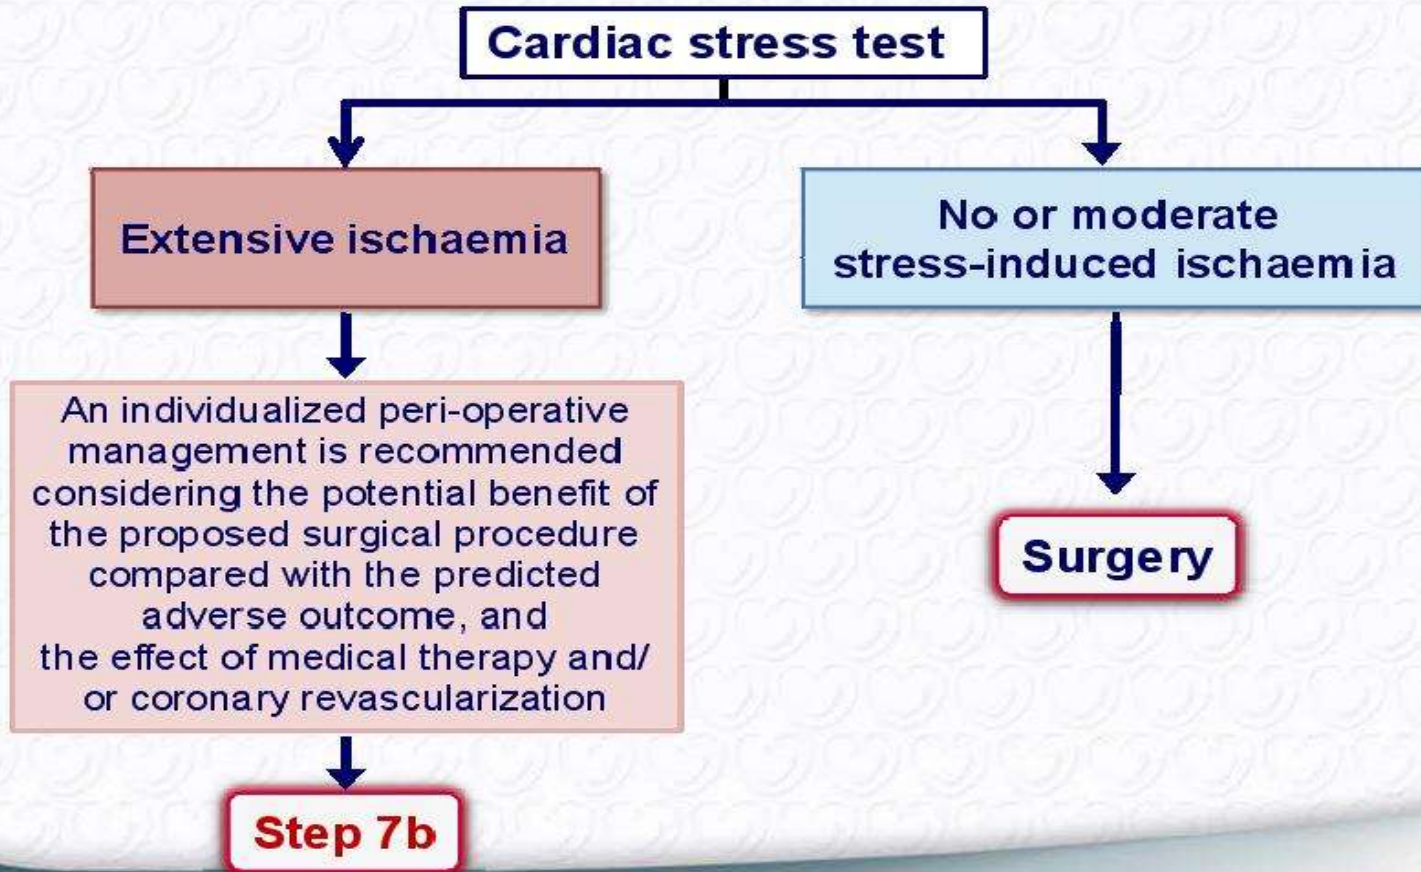 Cardiac stress test
Extensive ischaemia
No or moderate
stress-induced ischaemia
An individualized peri-operative
management is recommended
considering the potential benefit of
the proposed surgical procedure
compared with the predicted
adverse outcome, and
the effect of medical therapy and/
or coronary revascularization
Surgery
Step 7b